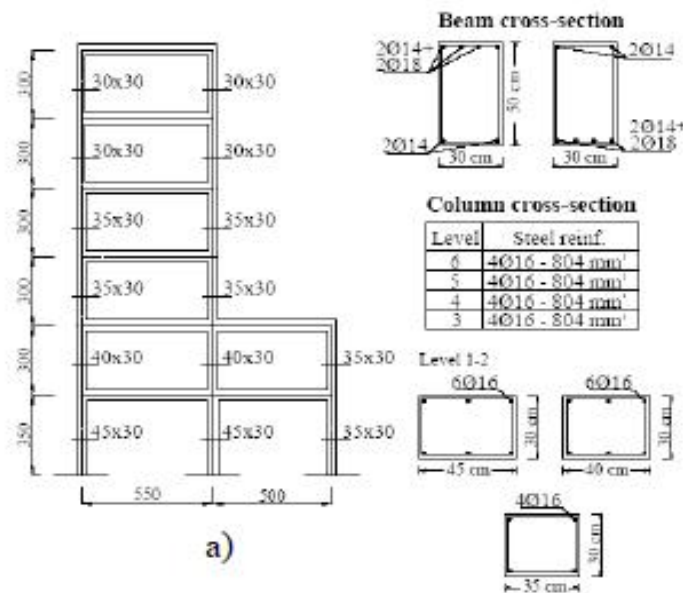 Beam cross-section
2Ø14+
2Ø18
2Ø14
50 cm
2Ø14
2Ø14+
2Ø18
30 cm
30 cm
Column cross-section
Level Steel reinf.
6 4Ø16 - 804 mm²
5 4Ø16 - 804 mm²
4 4Ø16 - 804 mm²
3 4Ø16 - 804 mm²
Level 1-2
6Ø16
30 cm
45 cm
6Ø16
30 cm
40 cm
4Ø16
30 cm
35 cm
30x30 30x30
300
30x30 30x30
300
35x30 35x30
300
35x30 35x30
300
40x30 40x30 35x30
350
45x30 45x30 35x30
550 500
a)